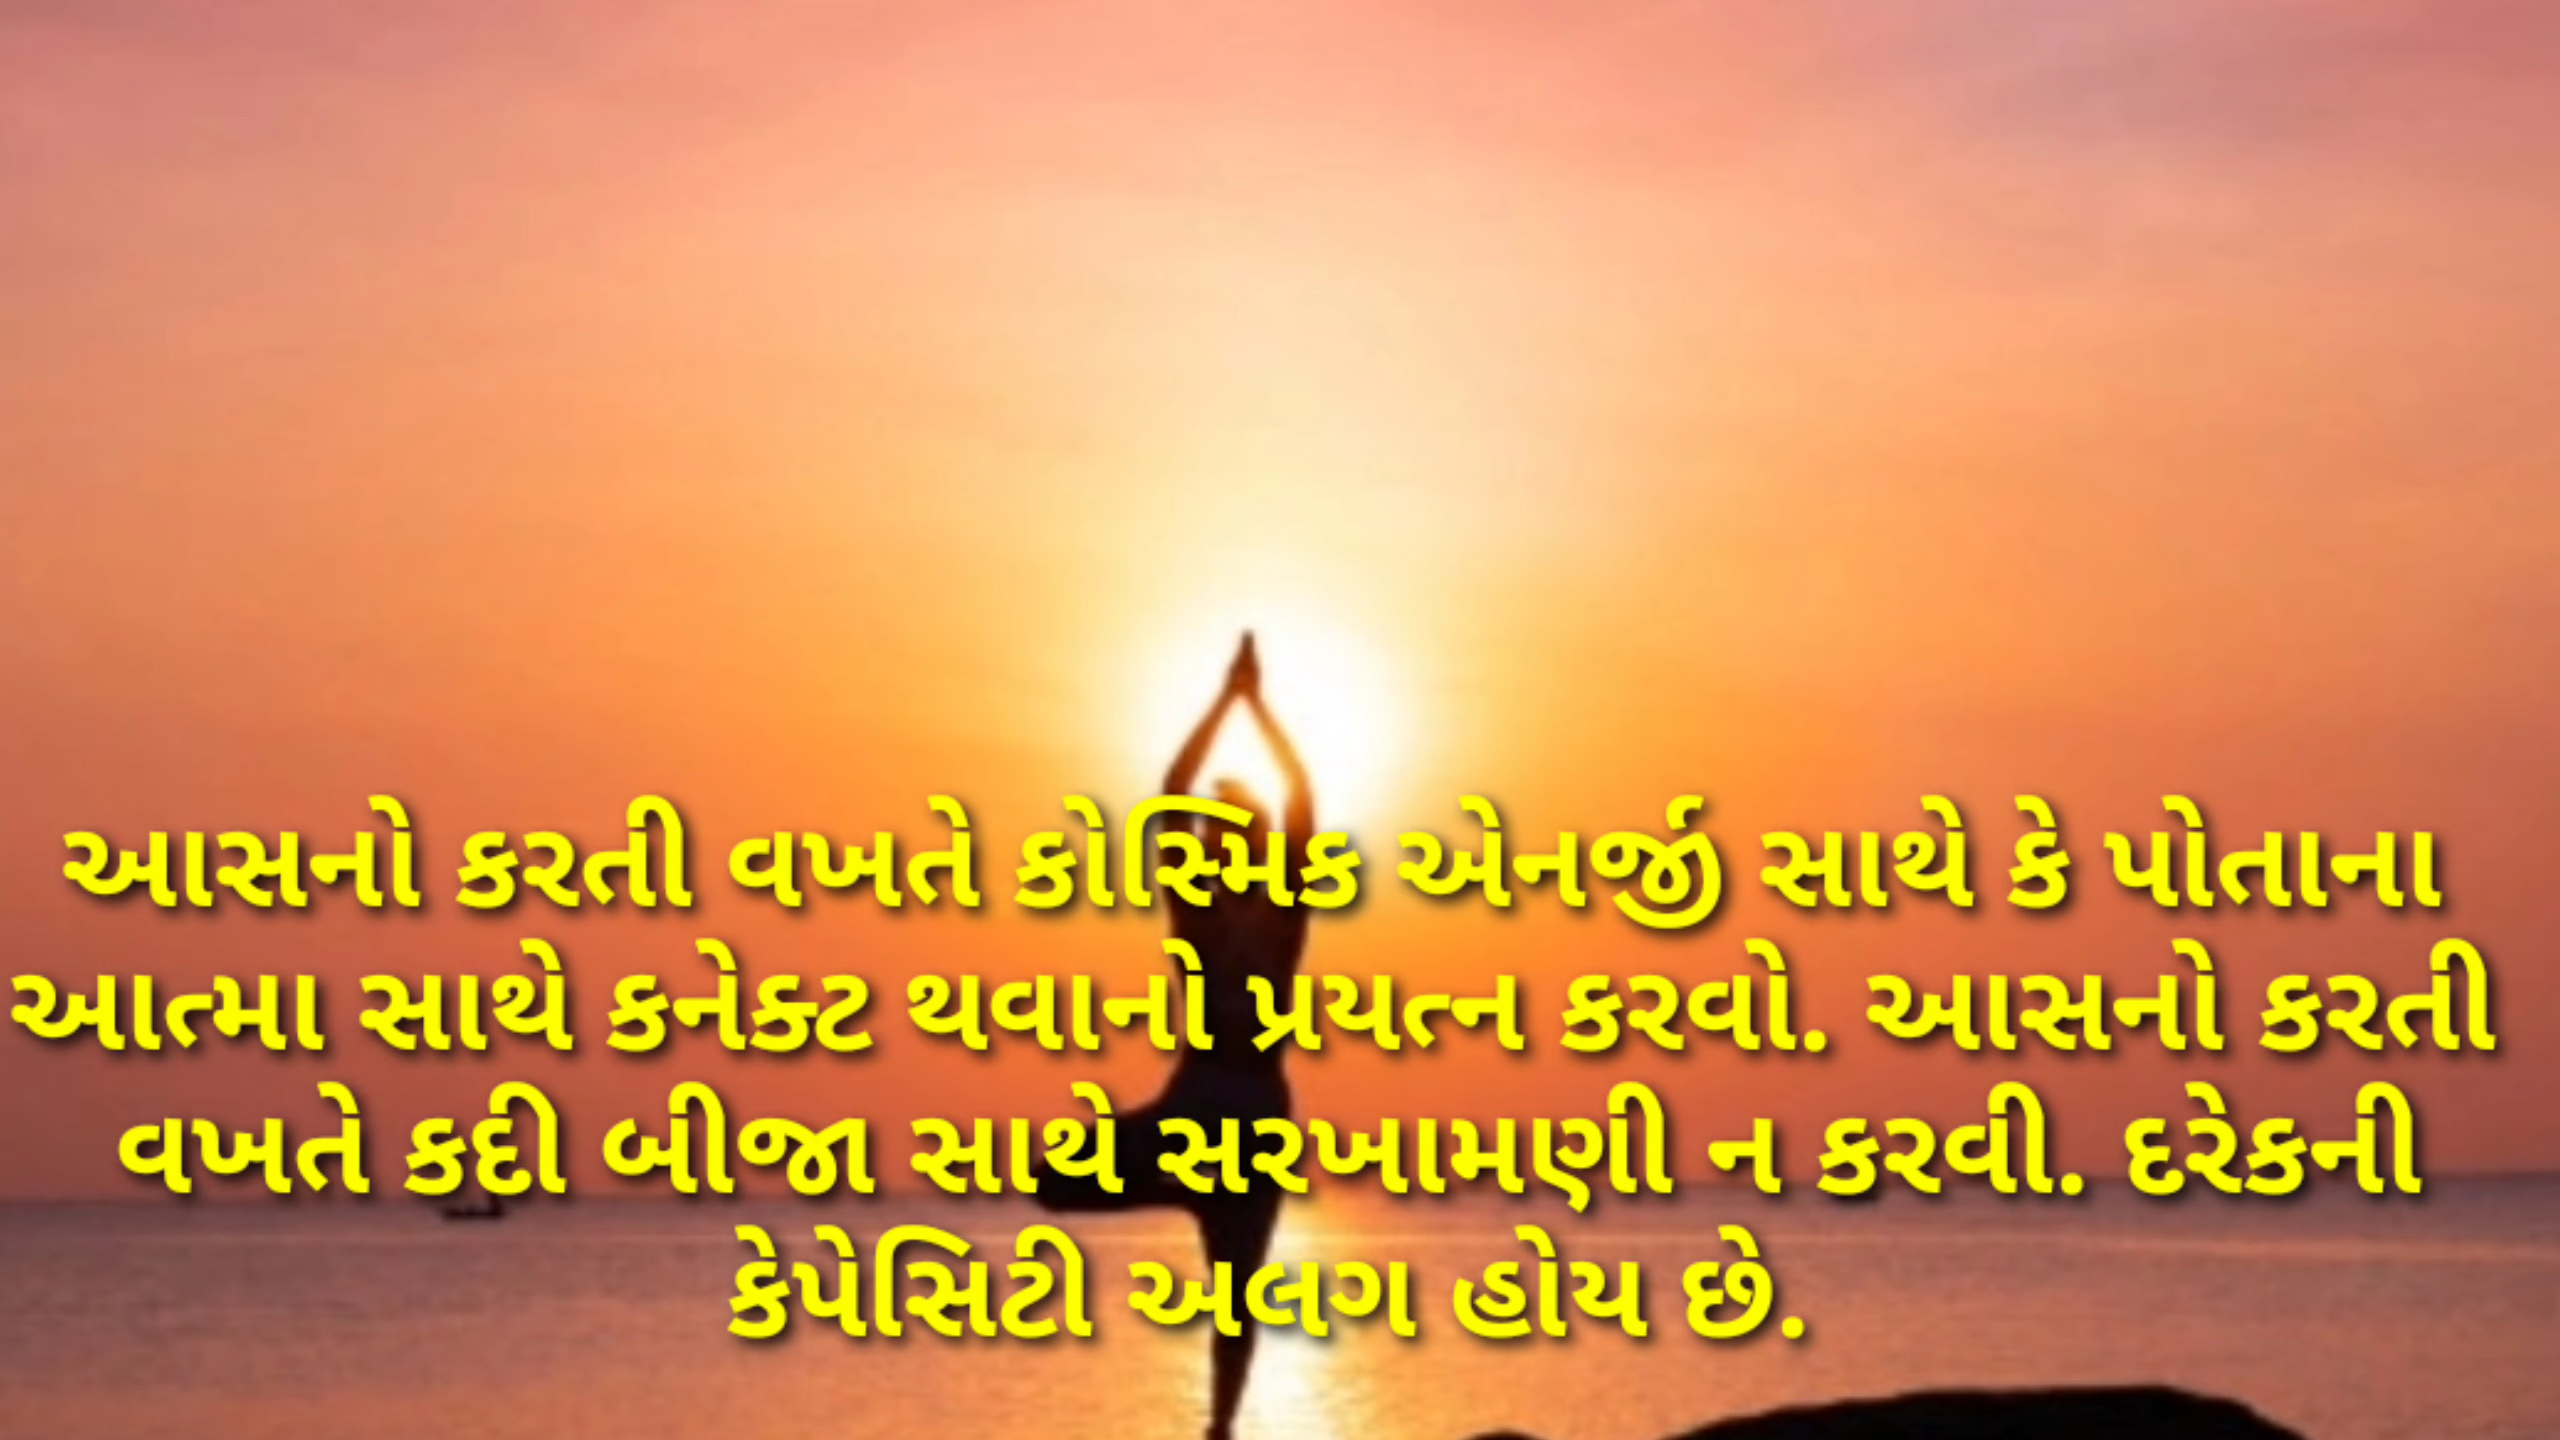 આસનો કરતી વખતે કોસ્મિક એનર્જી સાથે કે પોતાના
આત્મા સાથે કનેક્ટ થવાનો પ્રયત્ન કરવો. આસનો કરતી
વખતે કદી બીજા સાથે સરખામણી ન કરવી. દરેકની
કેપેસિટી અલગ હોય છે.